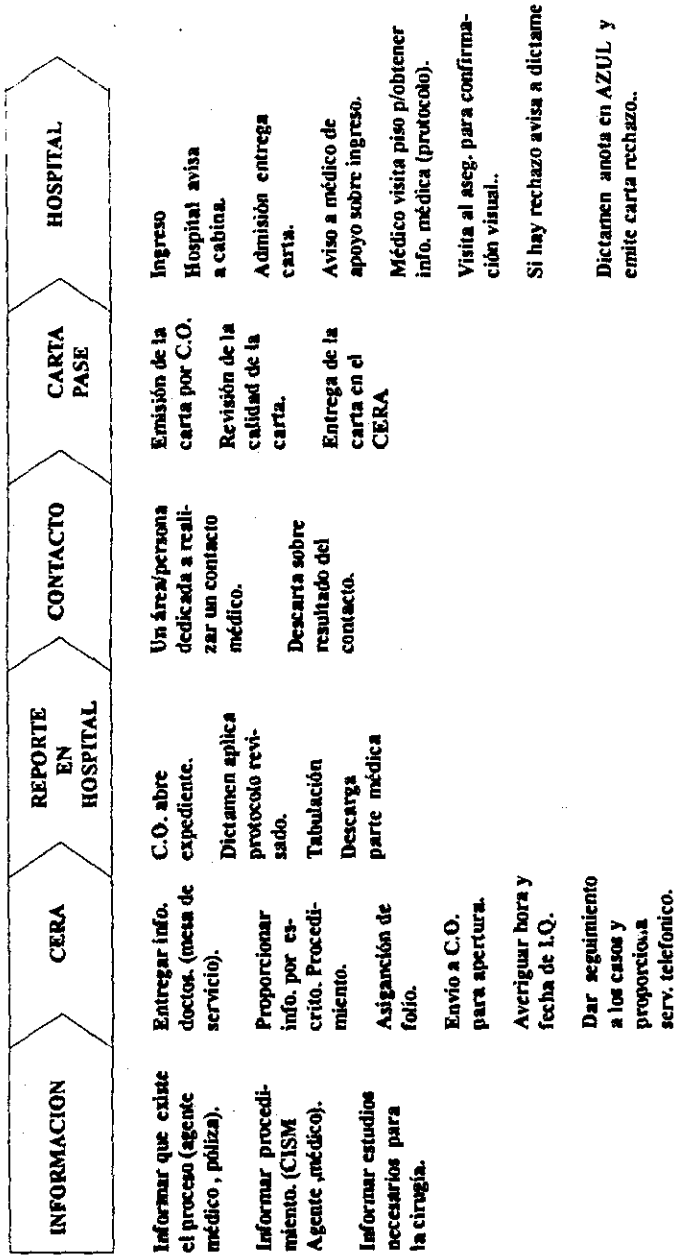 INFORMACION
CERA
REPORTE
EN
HOSPITAL
CONTACTO
CARTA
PASE
HOSPITAL
Informar que existe
el proceso (agente
médico , póliza).
Informar procedi-
miento. (CISM
Agente ,médico).
Informar estudios
necesarios para
la cirugía.
Entregar info.
doctos. (mesa de
servicio).
Proporcionar
info. por es-
crito. Procedi-
miento.
Asigancíón de
folio.
Envio a C.O.
para apertura.
Averiguar hora y
fecha de I.Q.
Dar seguimiento
a los casos y
proporciona
serv. telefonico.
C.O. abre
expediente.
Dictamen aplica
protocolo revi-
sado.
Tabulación
Descarga
parte médica
Un área/persona
dedicada a reali-
zar un contacto
médico.
Descarta sobre
resultado del
contacto.
Emisión de la
carta por C.O.
Revisión de la
calidad de la
carta.
Entrega de la
carta en el
CERA
Ingreso
Hospital avisa
a cabina.
Admisión entrega
carta.
Aviso a médico de
apoyo sobre ingreso.
Médico visita piso p/obtener
info. médica (protocolo).
Visita al aseg. para confirma-
ción visual..
Si hay rechazo avisa a dictame
Dictamen anota en AZUL y
emite carta rechazo..